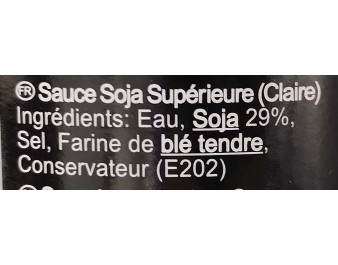 FR Sauce Soja Supérieure (Claire)
Ingrédients: Eau, Soja 29%,
Sel, Farine de blé tendre,
Conservateur (E202)